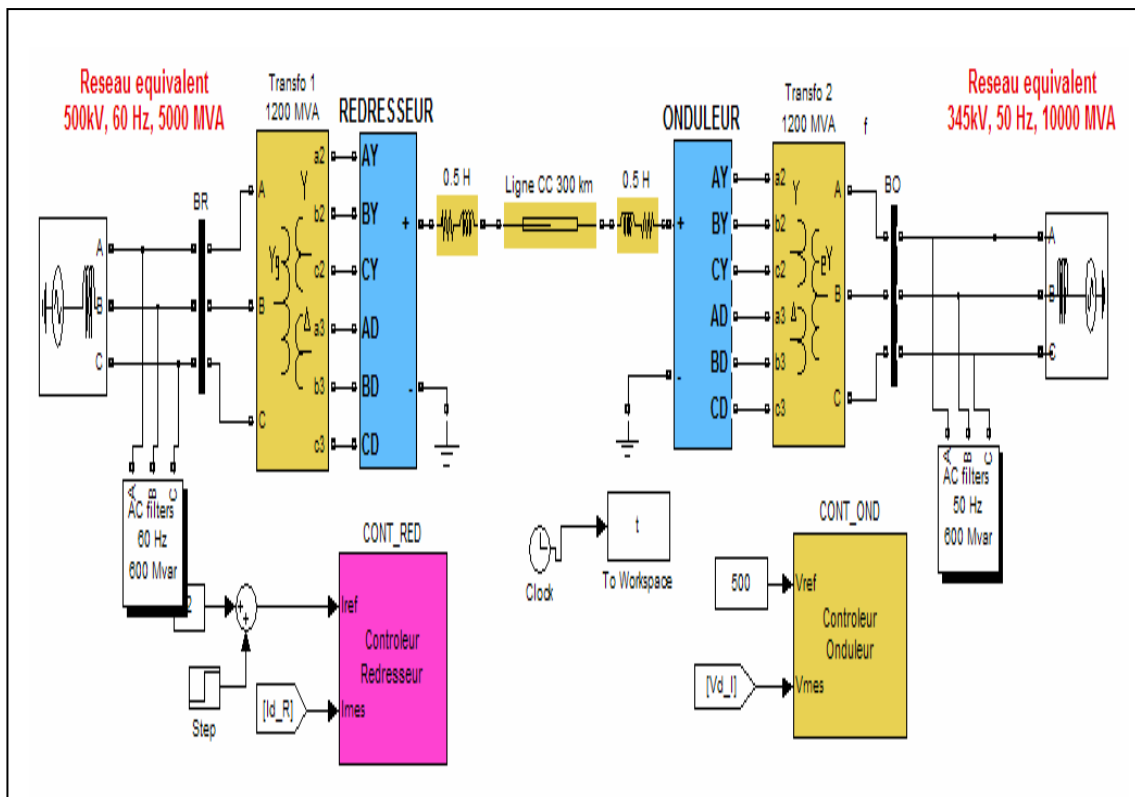 Reseau equivalent
500kV, 60 Hz, 5000 MVA
Transfo 1
1200 MVA
REDRESSEUR
ONDULEUR
Transfo 2
1200 MVA
f
Reseau equivalent
345kV, 50 Hz, 10000 MVA
A
B
C
BR
A
B
C
Yg
Y
Δ
a2
b2
c2
a3
b3
c3
AY
BY
CY
AD
BD
CD
+
-
0.5 H
Ligne CC 300 km
0.5 H
+
-
AY
BY
CY
AD
BD
CD
a2
b2
c2
a3
b3
c3
Y
Δ
A
B
C
BO
A
B
C
A
B
C
AC filters
60 Hz
600 Mvar
2
+
+
Step
[Id_R]
CONT_RED
Iref
Imes
Controleur
Redresseur
Clock
t
To Workspace
500
[Vd_I]
CONT_OND
Vref
Vmes
Controleur
Onduleur
A
B
C
AC filters
50 Hz
600 Mvar